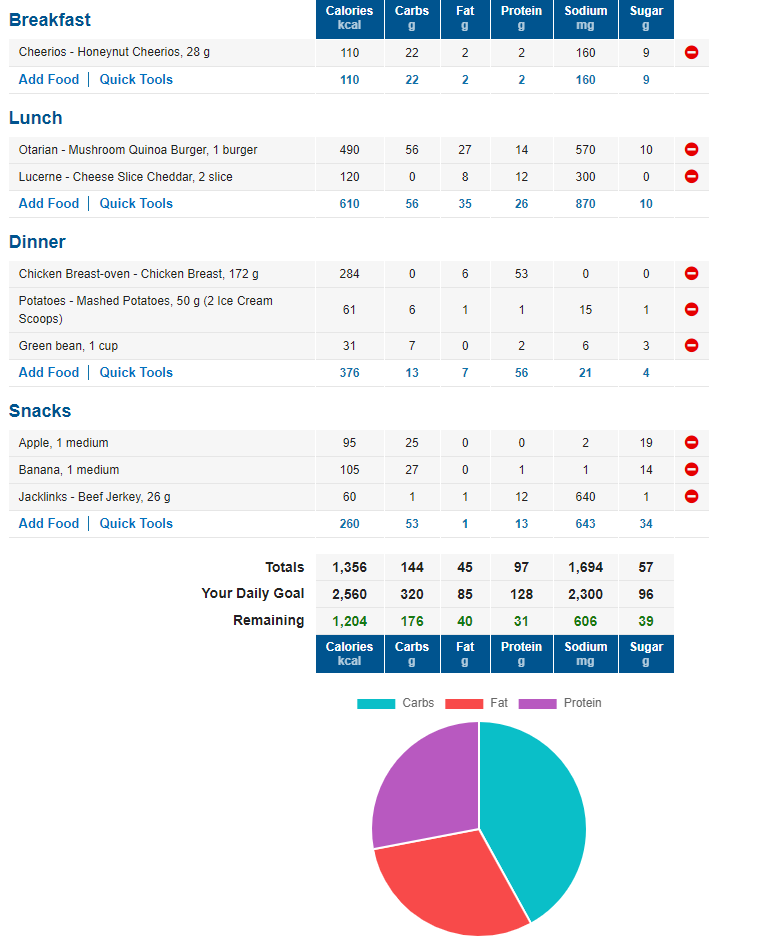 Breakfast Calories kcal Carbs g Fat g Protein g Sodium mg Sugar g
Cheerios - Honeynut Cheerios, 28 g 110 22 2 2 160 9
Add Food | Quick Tools 110 22 2 2 160 9
Lunch
Otarian - Mushroom Quinoa Burger, 1 burger 490 56 27 14 570 10
Lucerne - Cheese Slice Cheddar, 2 slice 120 0 8 12 300 0
Add Food | Quick Tools 610 56 35 26 870 10
Dinner
Chicken Breast-oven - Chicken Breast, 172 g 284 0 6 53 0 0
Potatoes - Mashed Potatoes, 50 g (2 Ice Cream
Scoops) 61 6 1 1 15 1
Green bean, 1 cup 31 7 0 2 6 3
Add Food | Quick Tools 376 13 7 56 21 4
Snacks
Apple, 1 medium 95 25 0 0 2 19
Banana, 1 medium 105 27 0 1 1 14
Jacklinks - Beef Jerkey, 26 g 60 1 1 12 640 1
Add Food | Quick Tools 260 53 1 13 643 34
Totals 1,356 144 45 97 1,694 57
Your Daily Goal 2,560 320 85 128 2,300 96
Remaining 1,204 176 40 31 606 39
Calories Carbs Fat Protein Sodium Sugar
kcal g g g mg g
Carbs Fat Protein